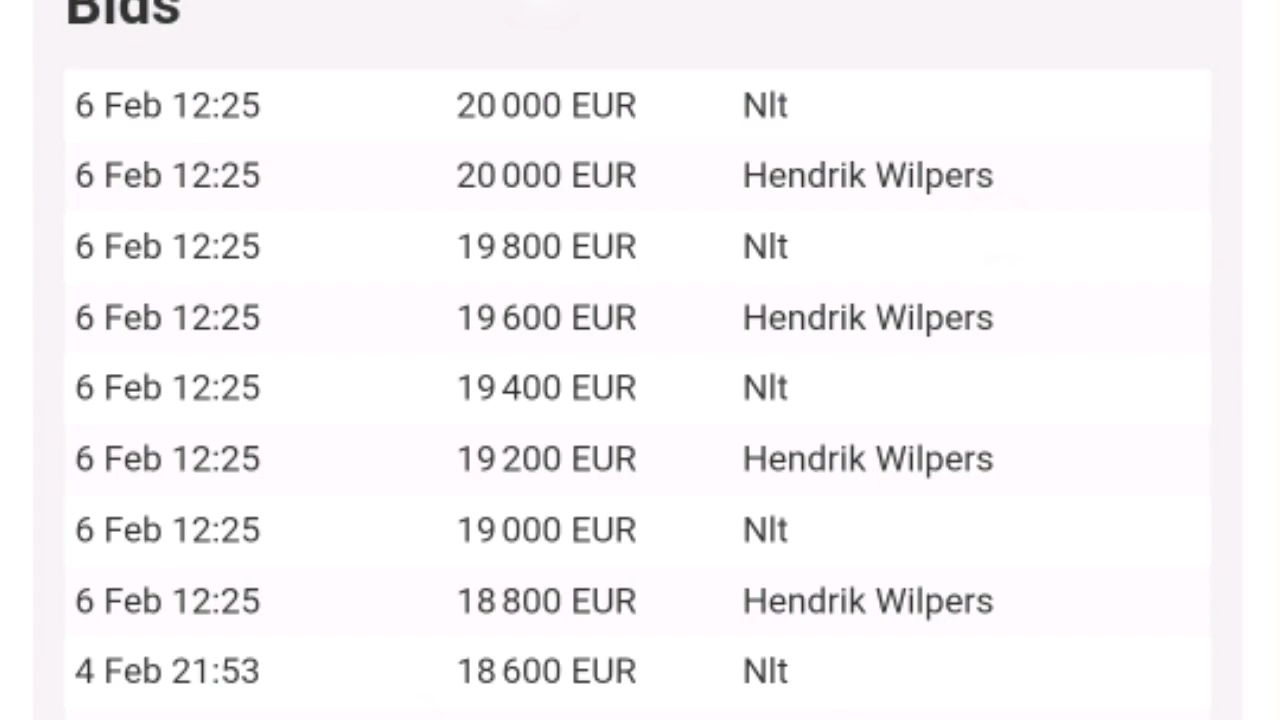 Bids
6 Feb 12:25 20 000 EUR Nlt
6 Feb 12:25 20 000 EUR Hendrik Wilpers
6 Feb 12:25 19 800 EUR Nlt
6 Feb 12:25 19 600 EUR Hendrik Wilpers
6 Feb 12:25 19 400 EUR Nlt
6 Feb 12:25 19 200 EUR Hendrik Wilpers
6 Feb 12:25 19 000 EUR Nlt
6 Feb 12:25 18 800 EUR Hendrik Wilpers
4 Feb 21:53 18 600 EUR Nlt